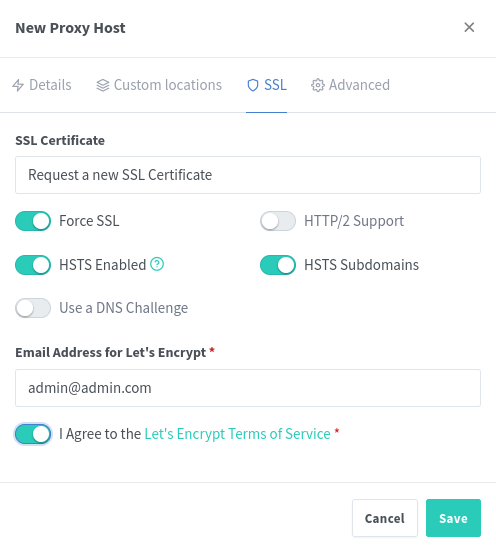 New Proxy Host
Details Custom locations SSL Advanced
SSL Certificate
Request a new SSL Certificate
Force SSL HTTP/2 Support
HSTS Enabled HSTS Subdomains
Use a DNS Challenge
Email Address for Let's Encrypt *
admin@admin.com
I Agree to the Let's Encrypt Terms of Service *
Cancel Save